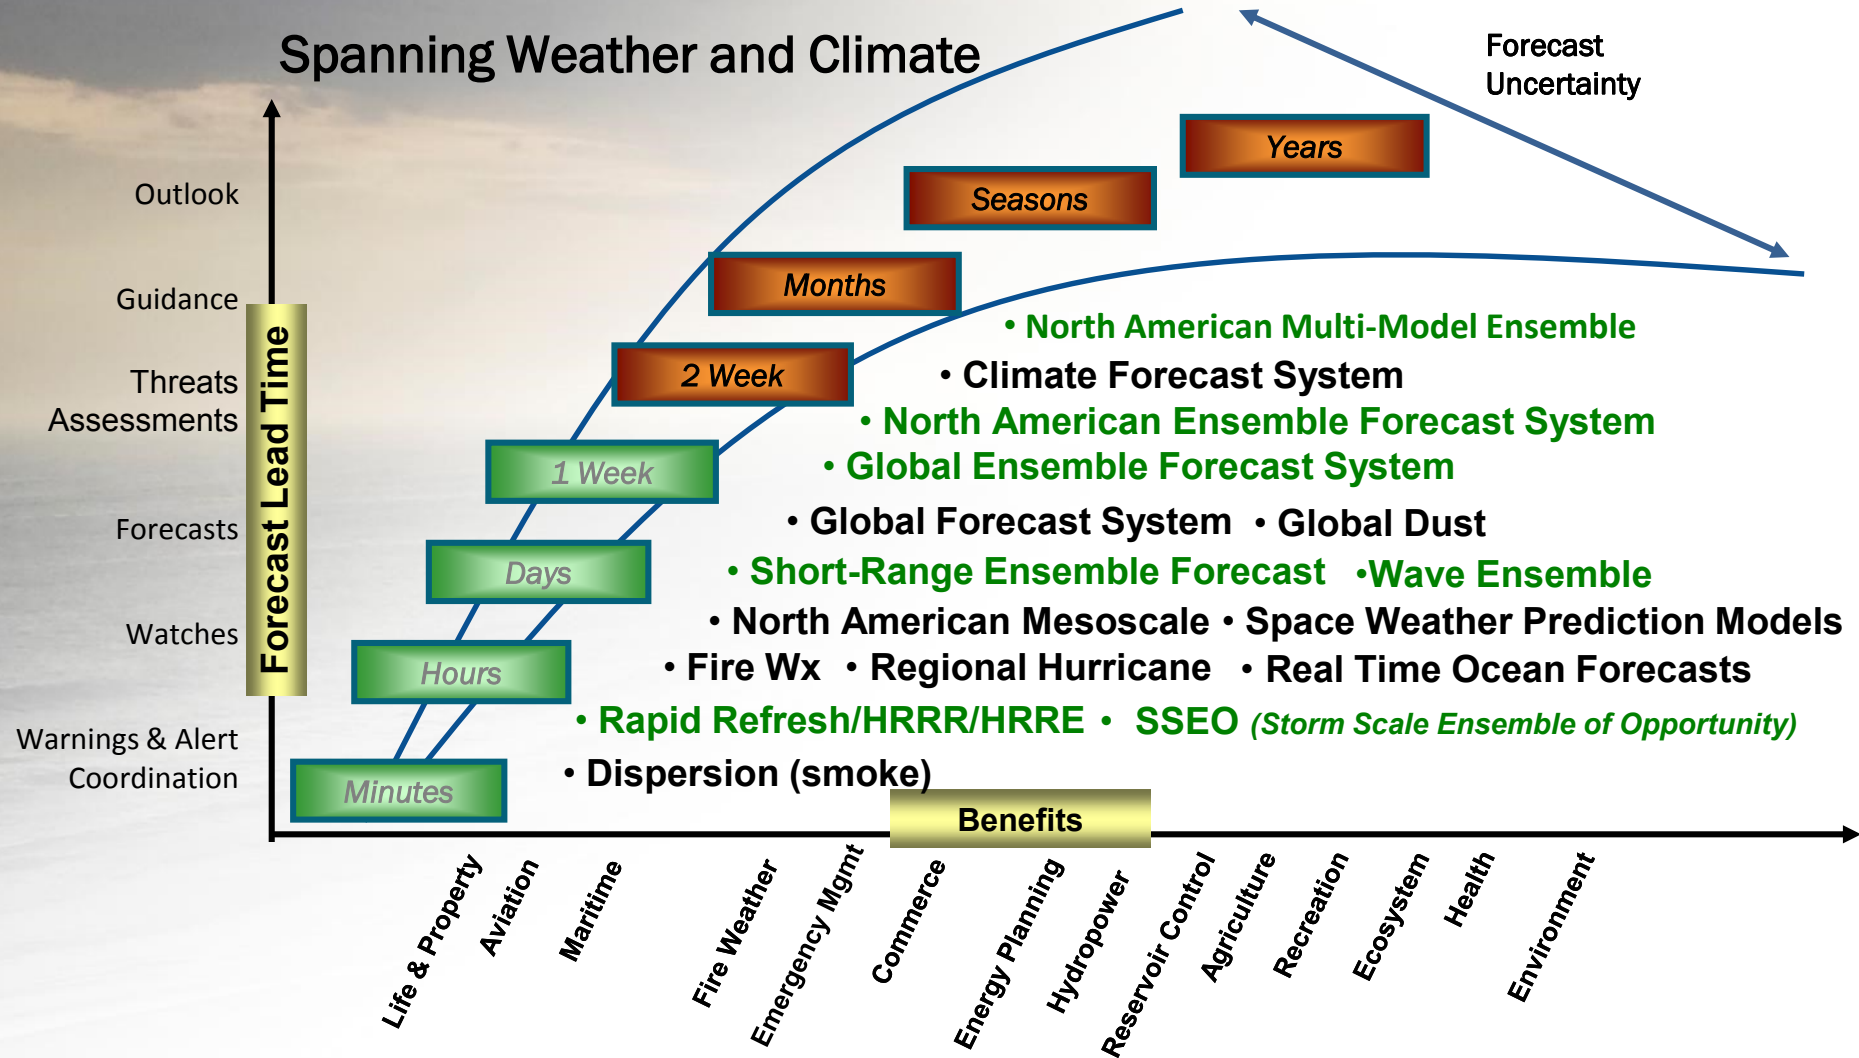 Spanning Weather and Climate
Forecast
Uncertainty
Outlook
Guidance
Threats
Assessments
Forecasts
Watches
Warnings & Alert
Coordination
Forecast Lead Time
Years
Seasons
Months
2 Week
1 Week
Days
Hours
Minutes
• North American Multi-Model Ensemble
• Climate Forecast System
• North American Ensemble Forecast System
• Global Ensemble Forecast System
• Global Forecast System • Global Dust
• Short-Range Ensemble Forecast •Wave Ensemble
• North American Mesoscale • Space Weather Prediction Models
• Fire Wx • Regional Hurricane • Real Time Ocean Forecasts
• Rapid Refresh/HRRR/HRRE • SSEO (Storm Scale Ensemble of Opportunity)
• Dispersion (smoke)
Benefits
Life & Property
Aviation
Maritime
Fire Weather
Emergency Mgmt
Commerce
Energy Planning
Hydropower
Reservoir Control
Agriculture
Recreation
Ecosystem
Health
Environment